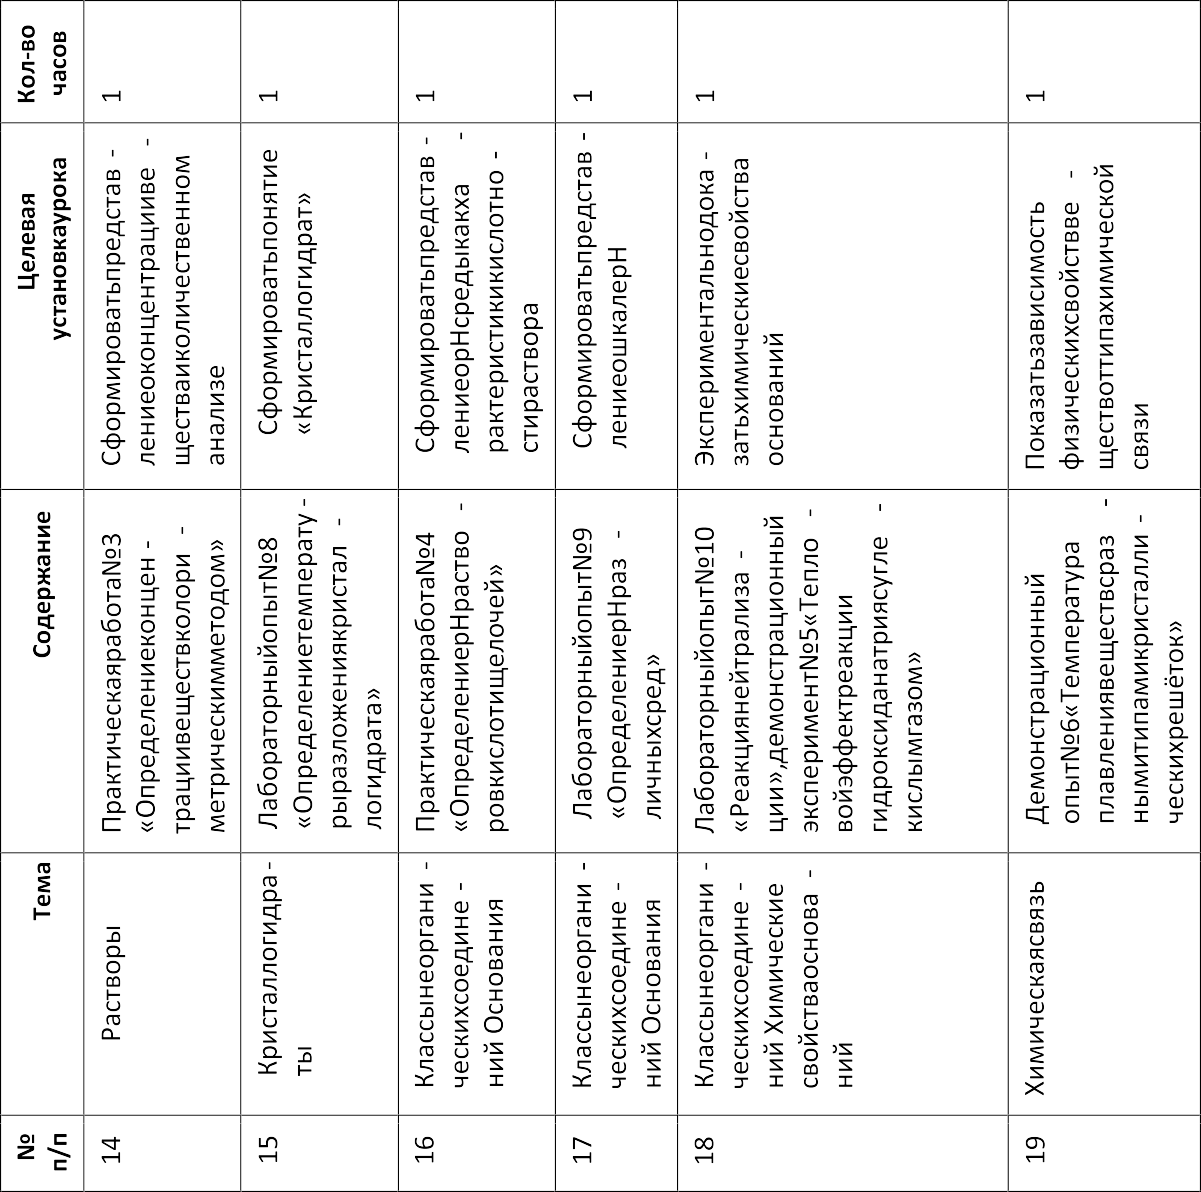 №
п/п
Тема
Содержание
Целевая
установкаурока
Кол-во
часов
14
Растворы
Практическаяработа№3
«Определениеконцен -
трациивеществколори -
метрическимметодом»
Сформироватьпредстав -
лениеоконцентрацииве -
ществаиколичественном
анализе
1
15
Кристаллогидра-
ты
Лабораторныйопыт№8
«Определениетемперату -
рыразложениякристал -
логидрата»
Сформироватьпонятие
«Кристаллогидрат»
1
16
Классынеоргани -
ческихсоедине -
ний Основания
Практическаяработа№4
«ОпределениерНраство -
ровкислотищелочей»
Сформироватьпредстав -
лениеорНсредыкакха -
рактеристикикислотно -
стираствора
1
17
Классынеоргани -
ческихсоедине -
ний Основания
Лабораторныйопыт№9
«ОпределениерНраз -
личныхсред»
Сформироватьпредстав -
лениеошкалерН
1
18
Классынеоргани -
ческихсоедине -
ний Химические
свойстваоснова -
ний
Лабораторныйопыт№10
«Реакциянейтрализа -
ции»,демонстрационный
эксперимент№5«Тепло -
войэффектреакции
гидроксиданатриясугле -
кислымгазом»
Экспериментальнодока -
затьхимическиесвойства
оснований
1
19
Химическаясвязь
Демонстрационный
опыт№6«Температура
плавлениявеществсраз -
нымитипамикристалли -
ческихрешёток»
Показатьзависимость
физическихсвойстве -
ществоттипахимической
связи
1